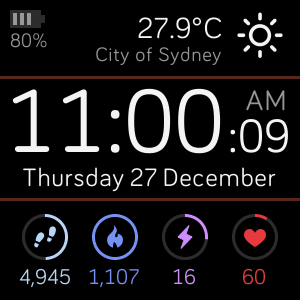 27.9°C
80%
City of Sydney
11:00:09 AM
Thursday 27 December
4,945 1,107 16 60